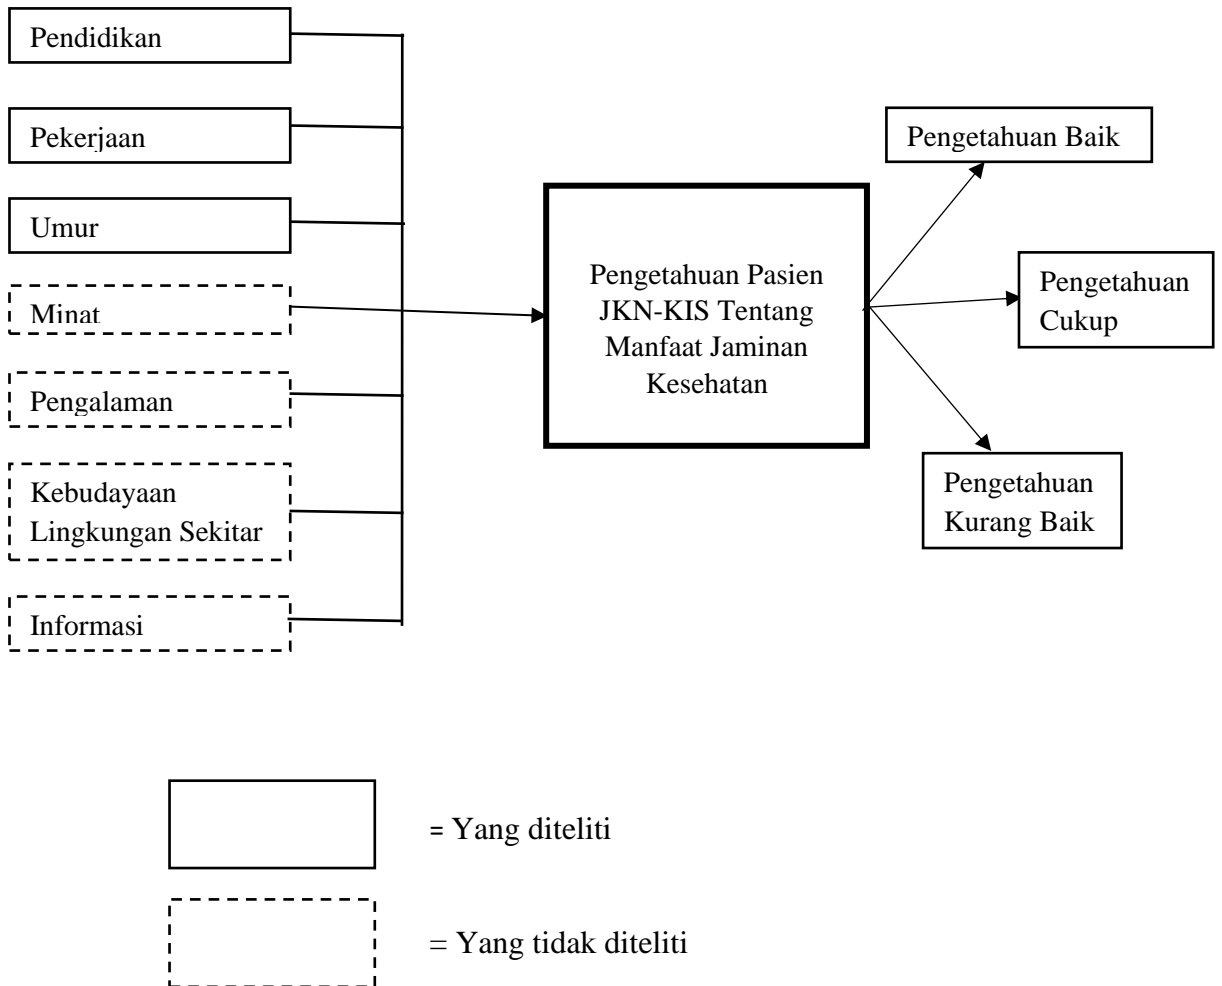 Pendidikan
Pekerjaan
Umur
Minat
Pengalaman
Kebudayaan
Lingkungan Sekitar
Informasi
Pengetahuan Pasien
JKN-KIS Tentang
Manfaat Jaminan
Kesehatan
Pengetahuan Baik
Pengetahuan
Cukup
Pengetahuan
Kurang Baik
= Yang diteliti
= Yang tidak diteliti